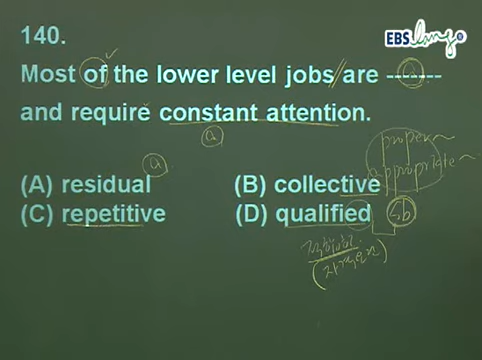 140.
EBSlang
Most of the lower level jobs are -------
and require constant attention.
proper~
appropriate~
(A) residual
(B) collective
(C) repetitive
(D) qualified